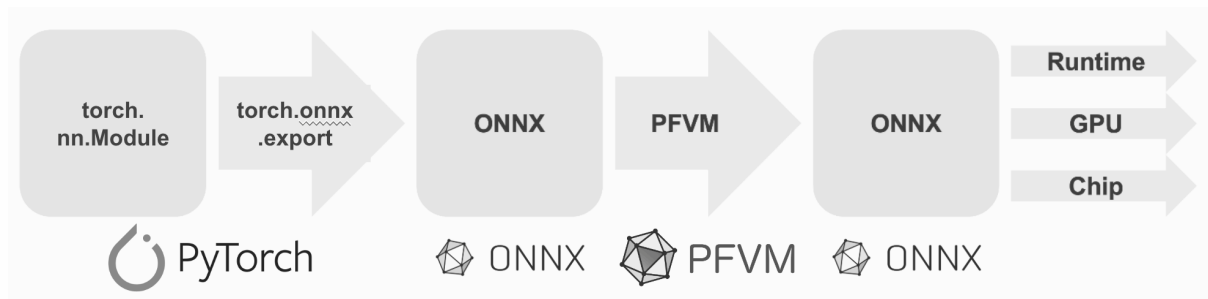 torch.
nn.Module
torch.onnx
.export
ONNX
PFVM
ONNX
Runtime
GPU
Chip
PyTorch
ONNX
PFVM
ONNX